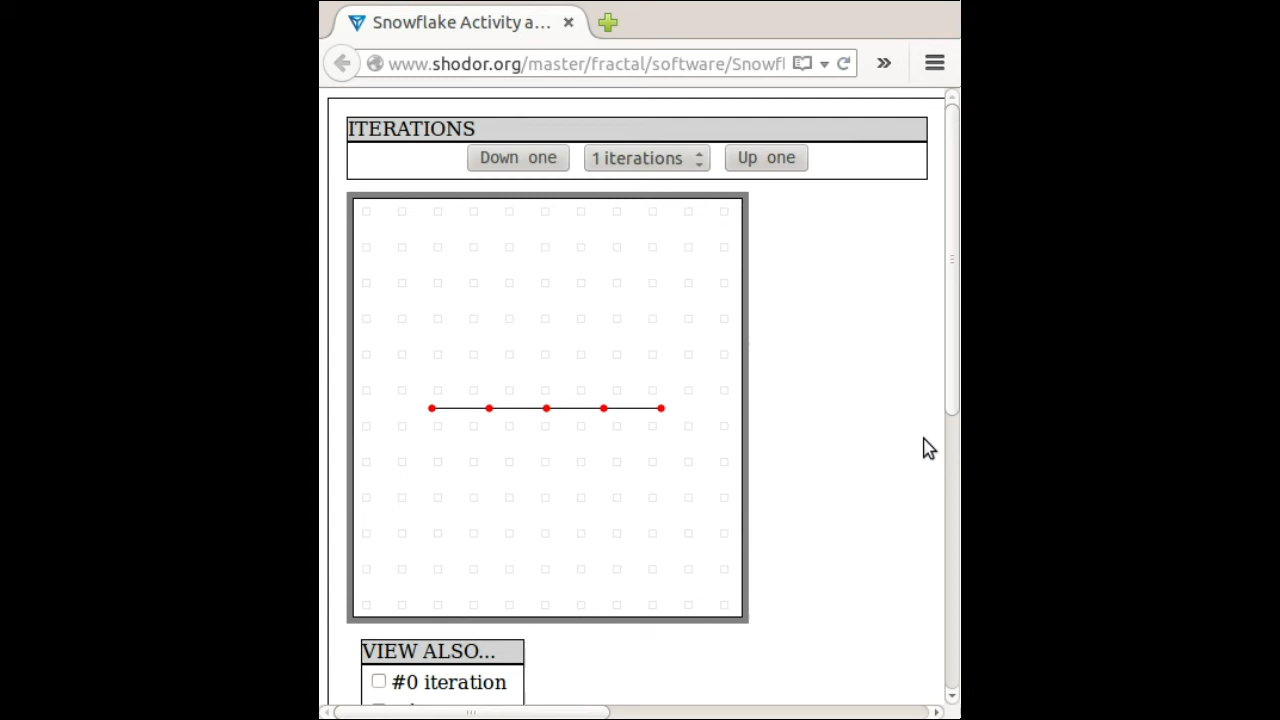 Snowflake Activity a...
www.shodor.org/master/fractal/software/Snowfl
ITERATIONS
Down one
1 iterations
Up one
VIEW ALSO...
#0 iteration